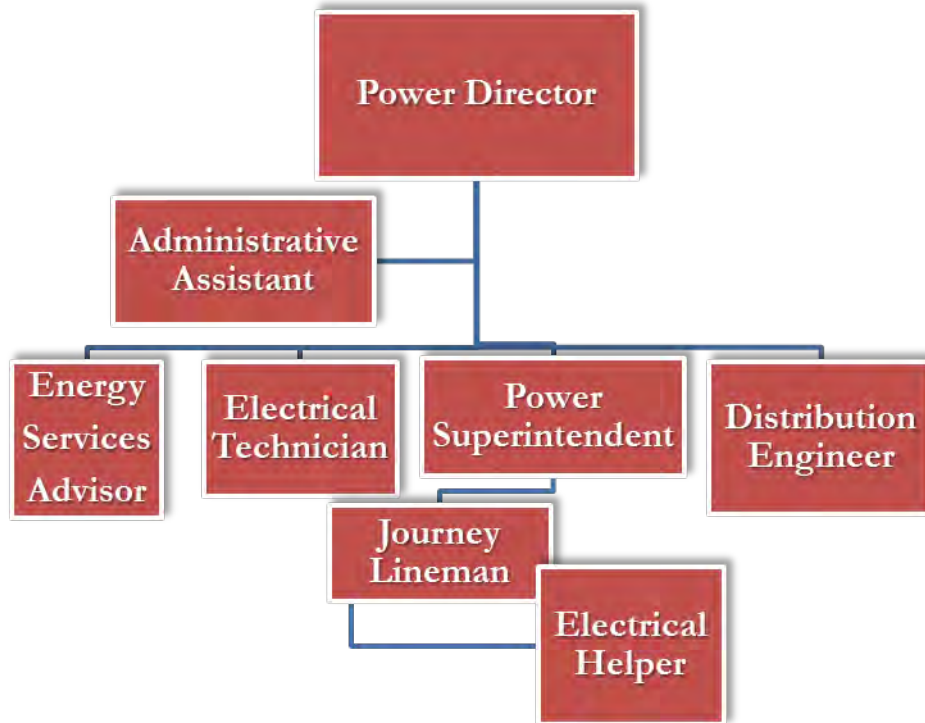 Power Director
Administrative
Assistant
Energy
Services
Advisor
Electrical
Technician
Power
Superintendent
Distribution
Engineer
Journey
Lineman
Electrical
Helper